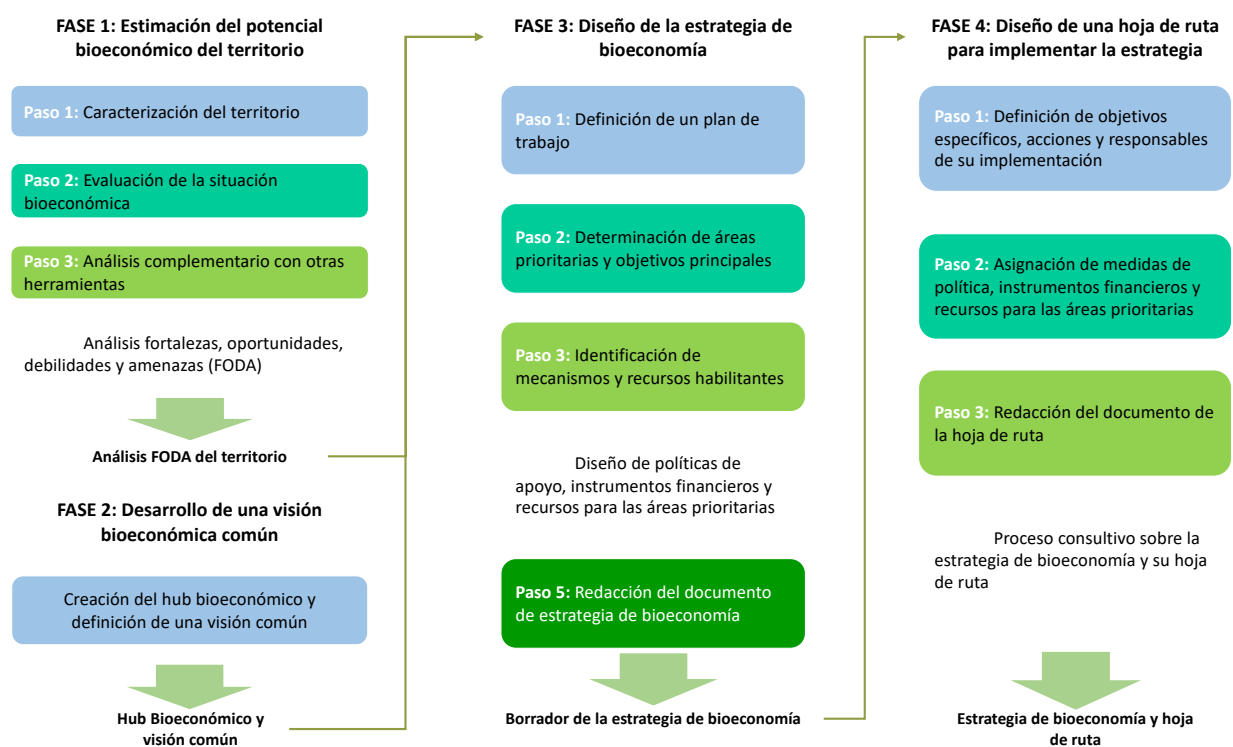 FASE 1: Estimación del potencial
bioeconómico del territorio
Paso 1: Caracterización del territorio
Paso 2: Evaluación de la situación
bioeconómica
Paso 3: Análisis complementario con otras
herramientas
Análisis fortalezas, oportunidades,
debilidades y amenazas (FODA)
Análisis FODA del territorio
FASE 2: Desarrollo de una visión
bioeconómica común
Creación del hub bioeconómico y
definición de una visión común
Hub Bioeconómico y
visión común
FASE 3: Diseño de la estrategia de
bioeconomía
Paso 1: Definición de un plan de
trabajo
Paso 2: Determinación de áreas
prioritarias y objetivos principales
Paso 3: Identificación de
mecanismos y recursos habilitantes
Diseño de políticas de
apoyo, instrumentos financieros y
recursos para las áreas prioritarias
Paso 5: Redacción del documento
de estrategia de bioeconomía
Borrador de la estrategia de bioeconomía
FASE 4: Diseño de una hoja de ruta
para implementar la estrategia
Paso 1: Definición de objetivos
específicos, acciones y responsables
de su implementación
Paso 2: Asignación de medidas de
política, instrumentos financieros y
recursos para las áreas prioritarias
Paso 3: Redacción del documento de
la hoja de ruta
Proceso consultivo sobre la
estrategia de bioeconomía y su hoja
de ruta
Estrategia de bioeconomía y hoja
de ruta